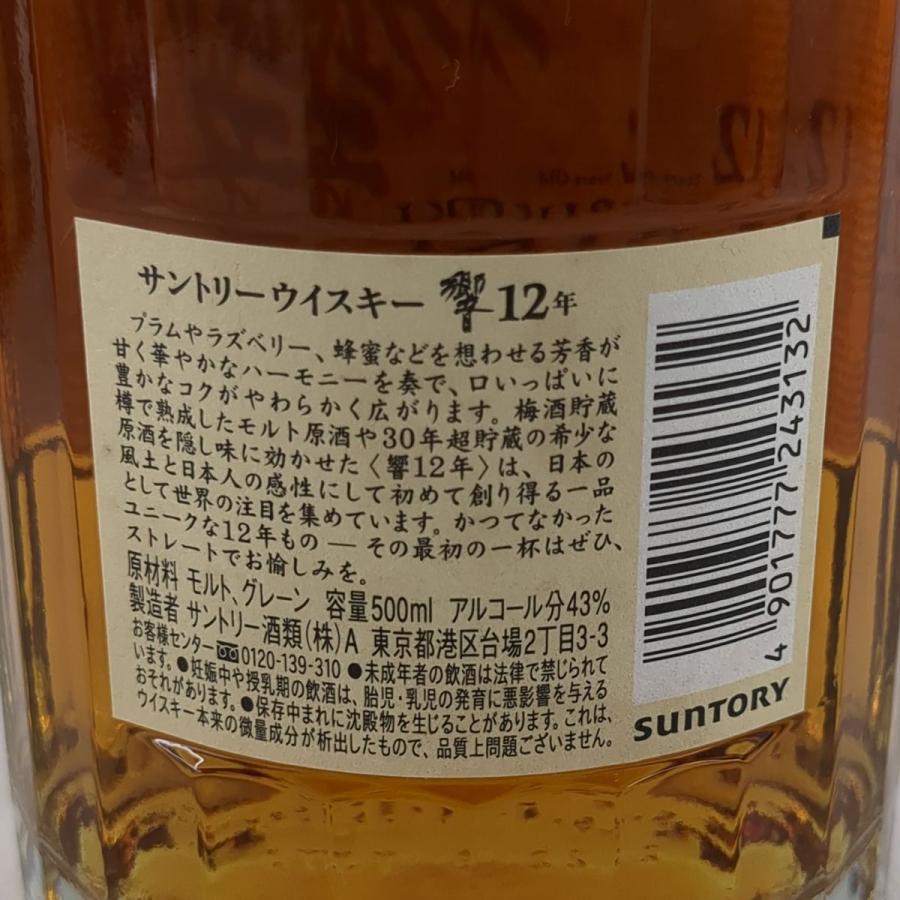 サントリーウイスキー 響 12年
プラムやラズベリー、蜂蜜などを想わせる芳香が
甘く華やかなハーモニーを奏で、口いっぱいに
豊かなコクがやわらかく広がります。梅酒貯蔵
樽で熟成したモルト原酒や30年超貯蔵の希少な
原酒を隠し味に効かせた〈響12年〉は、日本の
風土と日本人の感性にして初めて創り得る一品
として世界の注目を集めています。かつてなかった
ユニークな12年もの — その最初の一杯はぜひ、
ストレートでお愉しみを。
原材料 モルト、グレーン 容量500ml アルコール分43%
製造者 サントリー酒類(株)A 東京都港区台場2丁目3-3
お客様センター 0120-139-310 ●未成年者の飲酒は法律で禁じられて
います。●妊娠中や授乳期の飲酒は、胎児・乳児の発育に悪影響を与える
おそれがあります。●保存中まれに沈殿物を生じることがあります。これは、
ウイスキー本来の微量成分が析出したもので、品質上問題ございません。
4 901777 243132
SUNTORY